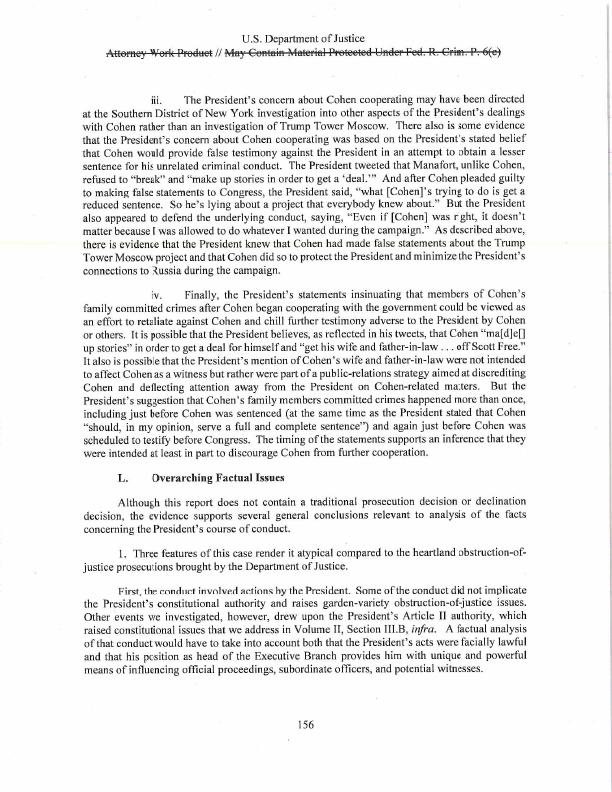 U.S. Department of Justice
Attorney Work Product // May Contain Material Protected Under Fed. R. Crim. P. 6(e)
iii. The President's concern about Cohen cooperating may have been directed
at the Southern District of New York investigation into other aspects of the President's dealings
with Cohen rather than an investigation of Trump Tower Moscow. There also is some evidence
that the President's concern about Cohen cooperating was based on the President's stated belief
that Cohen would provide false testimony against the President in an attempt to obtain a lesser
sentence for his unrelated criminal conduct. The President tweeted that Manafort, unlike Cohen,
refused to "break" and "make up stories in order to get a 'deal.'" And after Cohen pleaded guilty
to making false statements to Congress, the President said, "what [Cohen]'s trying to do is get a
reduced sentence. So he's lying about a project that everybody knew about." But the President
also appeared to defend the underlying conduct, saying, "Even if [Cohen] was right, it doesn't
matter because I was allowed to do whatever I wanted during the campaign." As described above,
there is evidence that the President knew that Cohen had made false statements about the Trump
Tower Moscow project and that Cohen did so to protect the President and minimize the President's
connections to Russia during the campaign.
iv. Finally, the President's statements insinuating that members of Cohen's
family committed crimes after Cohen began cooperating with the government could be viewed as
an effort to retaliate against Cohen and chill further testimony adverse to the President by Cohen
or others. It is possible that the President believes, as reflected in his tweets, that Cohen "ma[d]e[]
up stories" in order to get a deal for himself and "get his wife and father-in-law . . . off Scott Free."
It also is possible that the President's mention of Cohen's wife and father-in-law were not intended
to affect Cohen as a witness but rather were part of a public-relations strategy aimed at discrediting
Cohen and deflecting attention away from the President on Cohen-related matters. But the
President's suggestion that Cohen's family members committed crimes happened more than once,
including just before Cohen was sentenced (at the same time as the President stated that Cohen
"should, in my opinion, serve a full and complete sentence") and again just before Cohen was
scheduled to testify before Congress. The timing of the statements supports an inference that they
were intended at least in part to discourage Cohen from further cooperation.
L. Overarching Factual Issues
Although this report does not contain a traditional prosecution decision or declination
decision, the evidence supports several general conclusions relevant to analysis of the facts
concerning the President's course of conduct.
1. Three features of this case render it atypical compared to the heartland obstruction-of-
justice prosecutions brought by the Department of Justice.
First, the conduct involved actions by the President. Some of the conduct did not implicate
the President's constitutional authority and raises garden-variety obstruction-of-justice issues.
Other events we investigated, however, drew upon the President's Article II authority, which
raised constitutional issues that we address in Volume II, Section III.B, infra. A factual analysis
of that conduct would have to take into account both that the President's acts were facially lawful
and that his position as head of the Executive Branch provides him with unique and powerful
means of influencing official proceedings, subordinate officers, and potential witnesses.
156